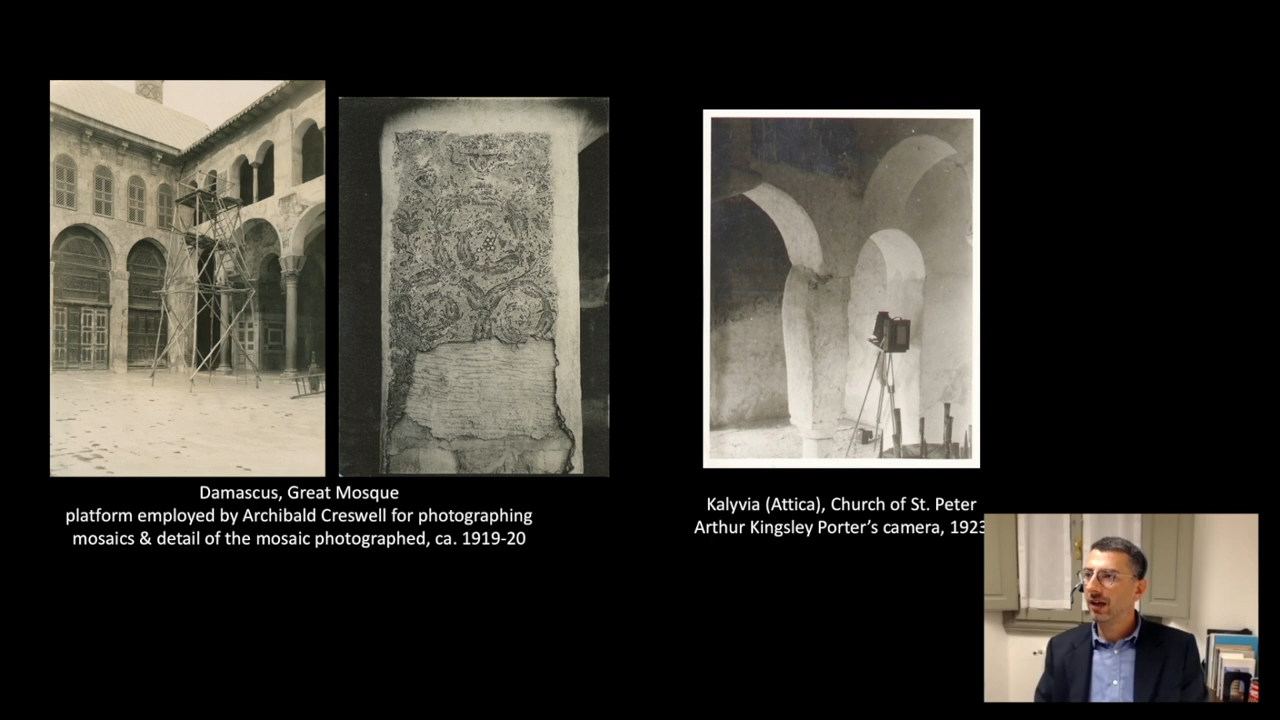 Damascus, Great Mosque
platform employed by Archibald Creswell for photographing
mosaics & detail of the mosaic photographed, ca. 1919-20
Kalyvia (Attica), Church of St. Peter
Arthur Kingsley Porter’s camera, 1923